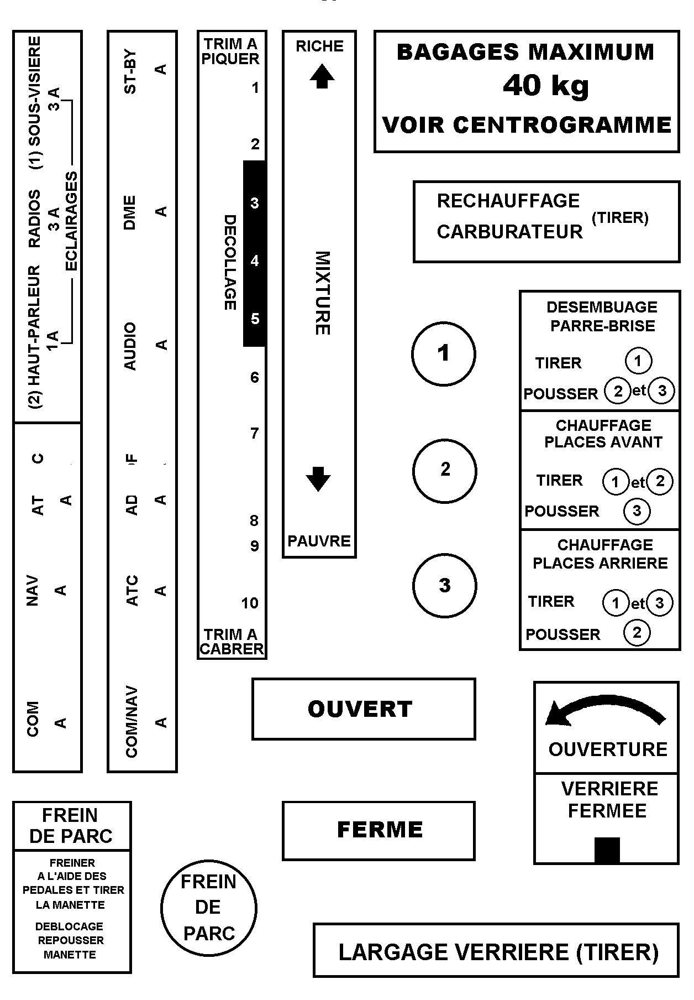 (1) SOUS-VISIERE
3 A
RADIOS
3 A
ECLAIRAGES
(2) HAUT-PARLEUR
1 A
AT C
A
NAV
A
COM
A
ST-BY
A
DME
A
AUDIO
A
AD
A
ATC
A
COM/NAV
A
TRIM A
PIQUER
1
2
3
4
5
DECOLLAGE
6
7
8
9
10
TRIM A
CABRER
RICHE
MIXTURE
PAUVRE
BAGAGES MAXIMUM
40 kg
VOIR CENTROGRAMME
RECHAUFFAGE
CARBURATEUR
(TIRER)
1
2
3
DESEMBUAGE
PARRE-BRISE
TIRER 1
POUSSER 2 et 3
CHAUFFAGE
PLACES AVANT
TIRER 1 et 2
POUSSER 3
CHAUFFAGE
PLACES ARRIERE
TIRER 1 et 3
POUSSER 2
OUVERT
FERME
OUVERTURE
VERRIERE
FERMEE
FREIN
DE PARC
FREINER
A L'AIDE DES
PEDALES ET TIRER
LA MANETTE
DEBLOCAGE
REPOUSSER
MANETTE
FREIN
DE
PARC
LARGAGE VERRIERE (TIRER)